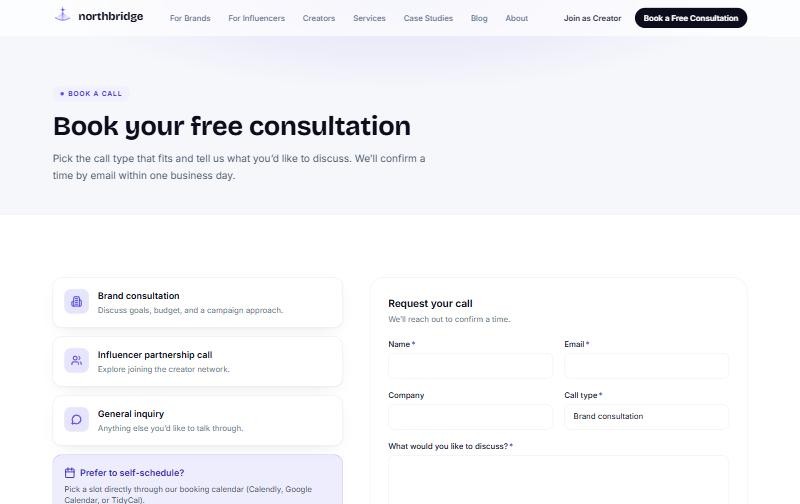 northbridge
For Brands
For Influencers
Creators
Services
Case Studies
Blog
About
Join as Creator
Book a Free Consultation
BOOK A CALL
Book your free consultation
Pick the call type that fits and tell us what you'd like to discuss. We'll confirm a
time by email within one business day.
Brand consultation
Discuss goals, budget, and a campaign approach.
Influencer partnership call
Explore joining the creator network.
General inquiry
Anything else you'd like to talk through.
Prefer to self-schedule?
Pick a slot directly through our booking calendar (Calendly, Google
Calendar, or TidyCal).
Request your call
We'll reach out to confirm a time.
Name *
Email *
Company
Call type *
Brand consultation
What would you like to discuss? *